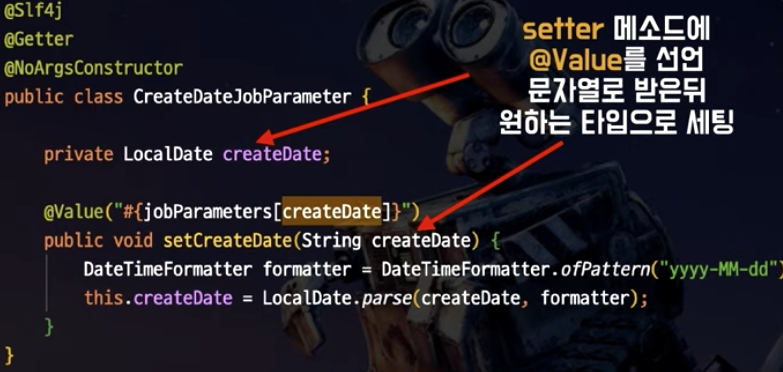 @Slf4j
@Getter
@NoArgsConstructor
public class CreateDateJobParameter {
setter 메소드에
@Value를 선언
문자열로 받은뒤
원하는 타입으로 세팅
private LocalDate createDate;
@Value("#{jobParameters[createDate]}")
public void setCreateDate(String createDate) {
DateTimeFormatter formatter = DateTimeFormatter.ofPattern("yyyy-MM-dd")
this.createDate = LocalDate.parse(createDate, formatter);
}
}